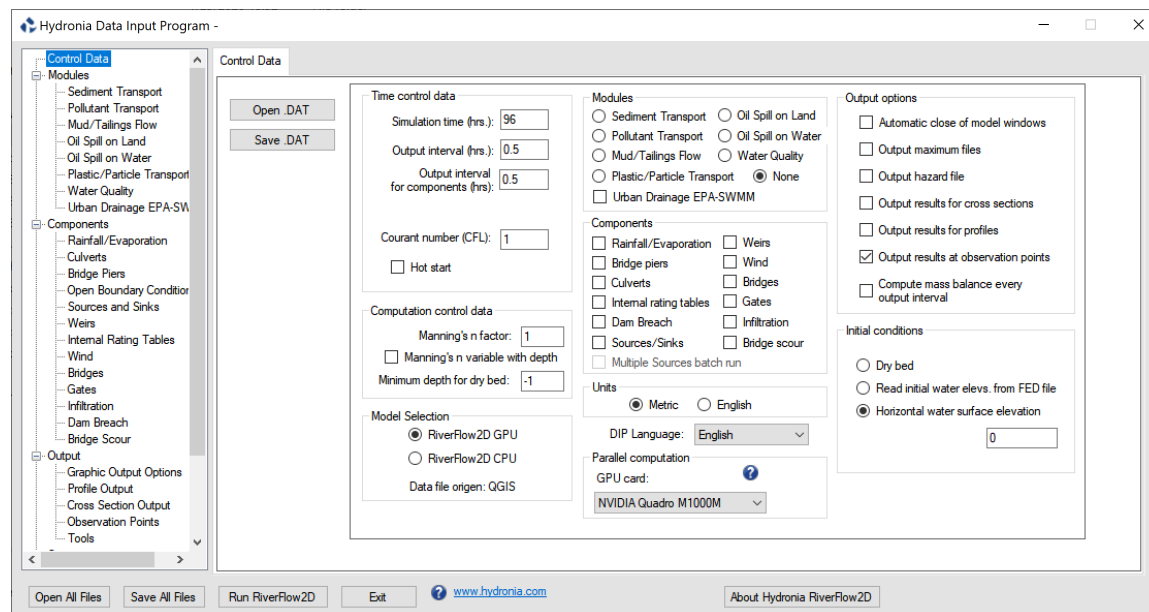 Hydronia Data Input Program -
Control Data
Modules
Sediment Transport
Pollutant Transport
Mud/Tailings Flow
Oil Spill on Land
Oil Spill on Water
Plastic/Particle Transport
Water Quality
Urban Drainage EPA-SW
Components
Rainfall/Evaporation
Culverts
Bridge Piers
Open Boundary Condition
Sources and Sinks
Weirs
Internal Rating Tables
Wind
Bridges
Gates
Infiltration
Dam Breach
Bridge Scour
Output
Graphic Output Options
Profile Output
Cross Section Output
Observation Points
Tools
Control Data
Open .DAT
Save .DAT
Time control data
Simulation time (hrs.): 96
Output interval (hrs.): 0.5
Output interval
for components (hrs): 0.5
Courant number (CFL): 1
Hot start
Computation control data
Manning's n factor: 1
Manning's n variable with depth
Minimum depth for dry bed: -1
Model Selection
RiverFlow2D GPU
RiverFlow2D CPU
Data file origen: QGIS
Modules
Sediment Transport Oil Spill on Land
Pollutant Transport Oil Spill on Water
Mud/Tailings Flow Water Quality
Plastic/Particle Transport None
Urban Drainage EPA-SWMM
Components
Rainfall/Evaporation Weirs
Bridge piers Wind
Culverts Bridges
Internal rating tables Gates
Dam Breach Infiltration
Sources/Sinks Bridge scour
Multiple Sources batch run
Units
Metric English
DIP Language: English
Parallel computation
GPU card:
NVIDIA Quadro M1000M
Output options
Automatic close of model windows
Output maximum files
Output hazard file
Output results for cross sections
Output results for profiles
Output results at observation points
Compute mass balance every
output interval
Initial conditions
Dry bed
Read initial water elevs. from FED file
Horizontal water surface elevation
0
Open All Files Save All Files Run RiverFlow2D Exit ? www.hydronia.com About Hydronia RiverFlow2D